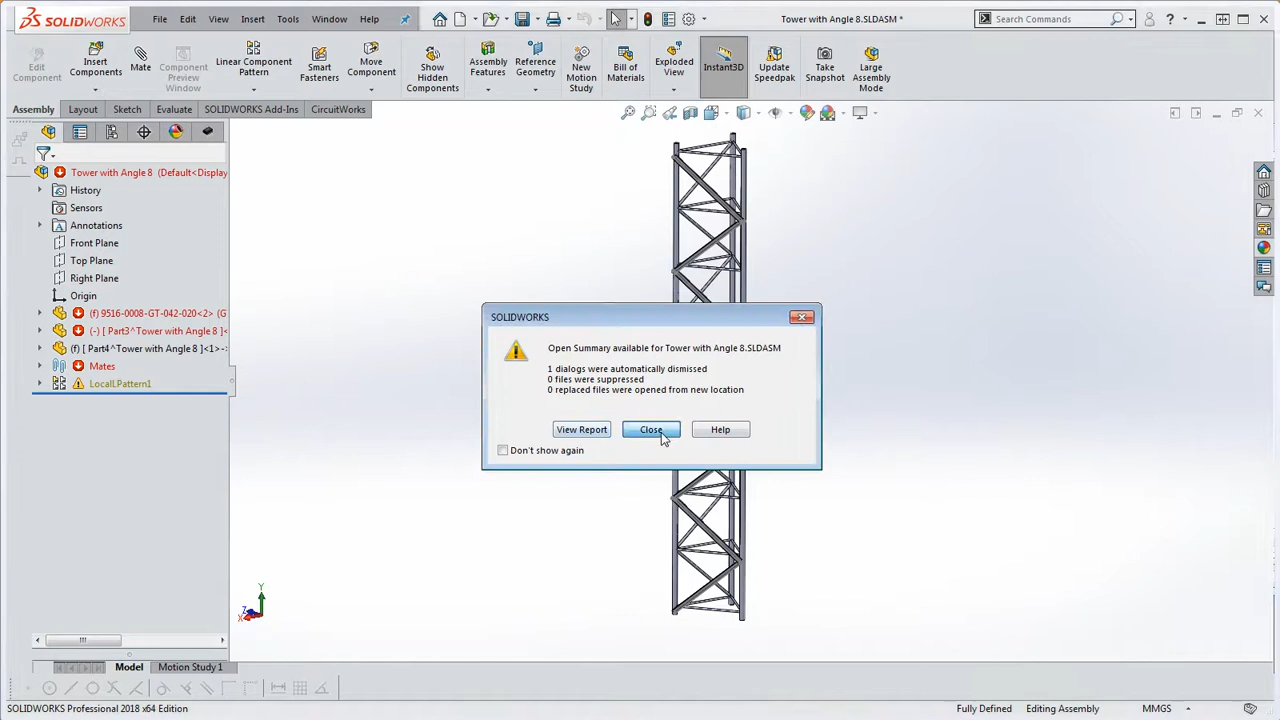 SOLIDWORKS
File Edit View Insert Tools Window Help
Tower with Angle 8.SLDASM *
Search Commands
?
Edit Component
Insert Components
Mate
Component Preview Window
Linear Component Pattern
Smart Fasteners
Move Component
Show Hidden Components
Assembly Features
Reference Geometry
New Motion Study
Bill of Materials
Exploded View
Instant3D
Update Speedpak
Take Snapshot
Large Assembly Mode
Assembly Layout Sketch Evaluate SOLIDWORKS Add-Ins CircuitWorks
Tower with Angle 8 (Default<Display
History
Sensors
Annotations
Front Plane
Top Plane
Right Plane
Origin
(f) 9516-0008-GT-042-020<2> (
(-) [ Part3^Tower with Angle 8 ]<
(f) [ Part4^Tower with Angle 8 ]<1>->
Mates
LocalLPattern1
SOLIDWORKS
Open Summary available for Tower with Angle 8.SLDASM
1 dialogs were automatically dismissed
0 files were suppressed
0 replaced files were opened from new location
View Report Close Help
Don't show again
Y
Z
X
Model Motion Study 1
SOLIDWORKS Professional 2018 x64 Edition
Fully Defined Editing Assembly MMGS